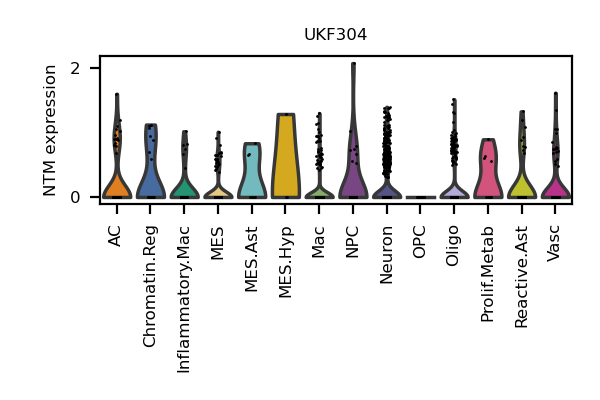 UKF304
NTM expression
2
0
AC
Chromatin.Reg
Inflammatory.Mac
MES
MES.Ast
MES.Hyp
Mac
NPC
Neuron
OPC
Oligo
Prolif.Metab
Reactive.Ast
Vasc